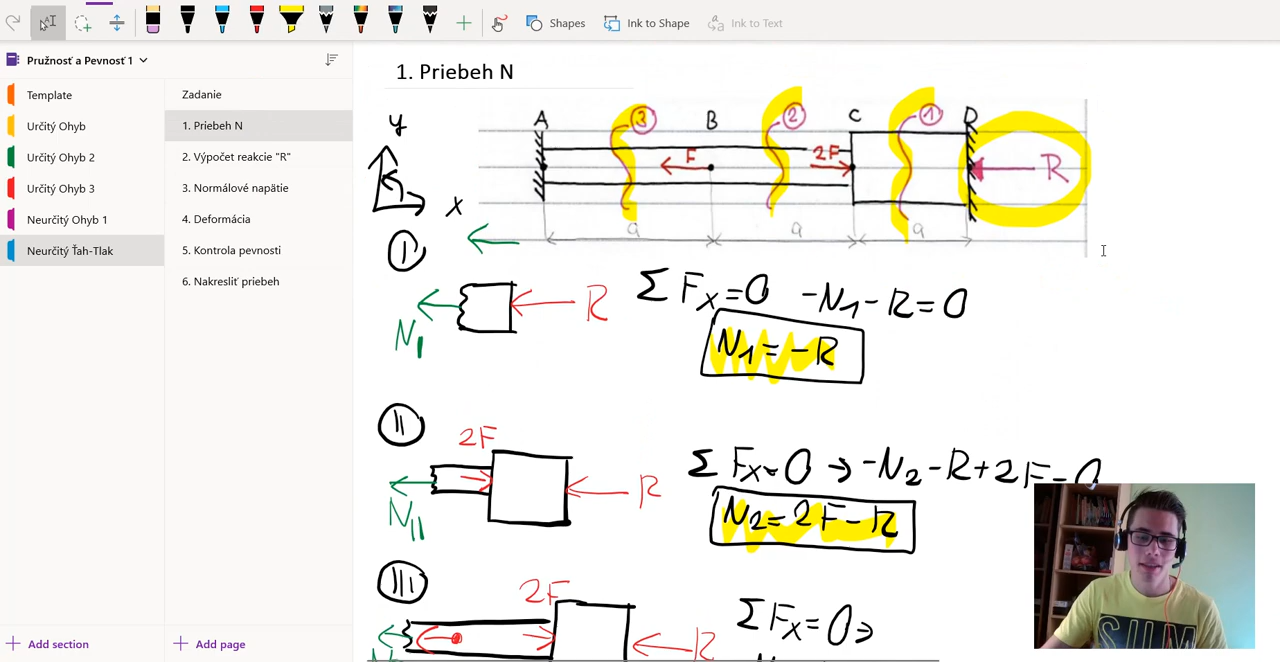 Shapes
Ink to Shape
Ink to Text
Pružnosť a Pevnosť 1
Template
Určitý Ohyb
Určitý Ohyb 2
Určitý Ohyb 3
Neurčitý Ohyb 1
Neurčitý Ťah-Tlak
Add section
Zadanie
1. Priebeh N
2. Výpočet reakcie "R"
3. Normálové napätie
4. Deformácia
5. Kontrola pevnosti
6. Nakresliť priebeh
Add page
1. Priebeh N
A 3 B 2 C 1 D
y
F 2F R
x
a a a
I
N1 R
ΣFx=0 -N1-R=0
N1=-R
II
2F
NII R
ΣFx=0 → -N2-R+2F=0
N2=2F-R
III
2F
R
ΣFx=0 ⇒
SLIM